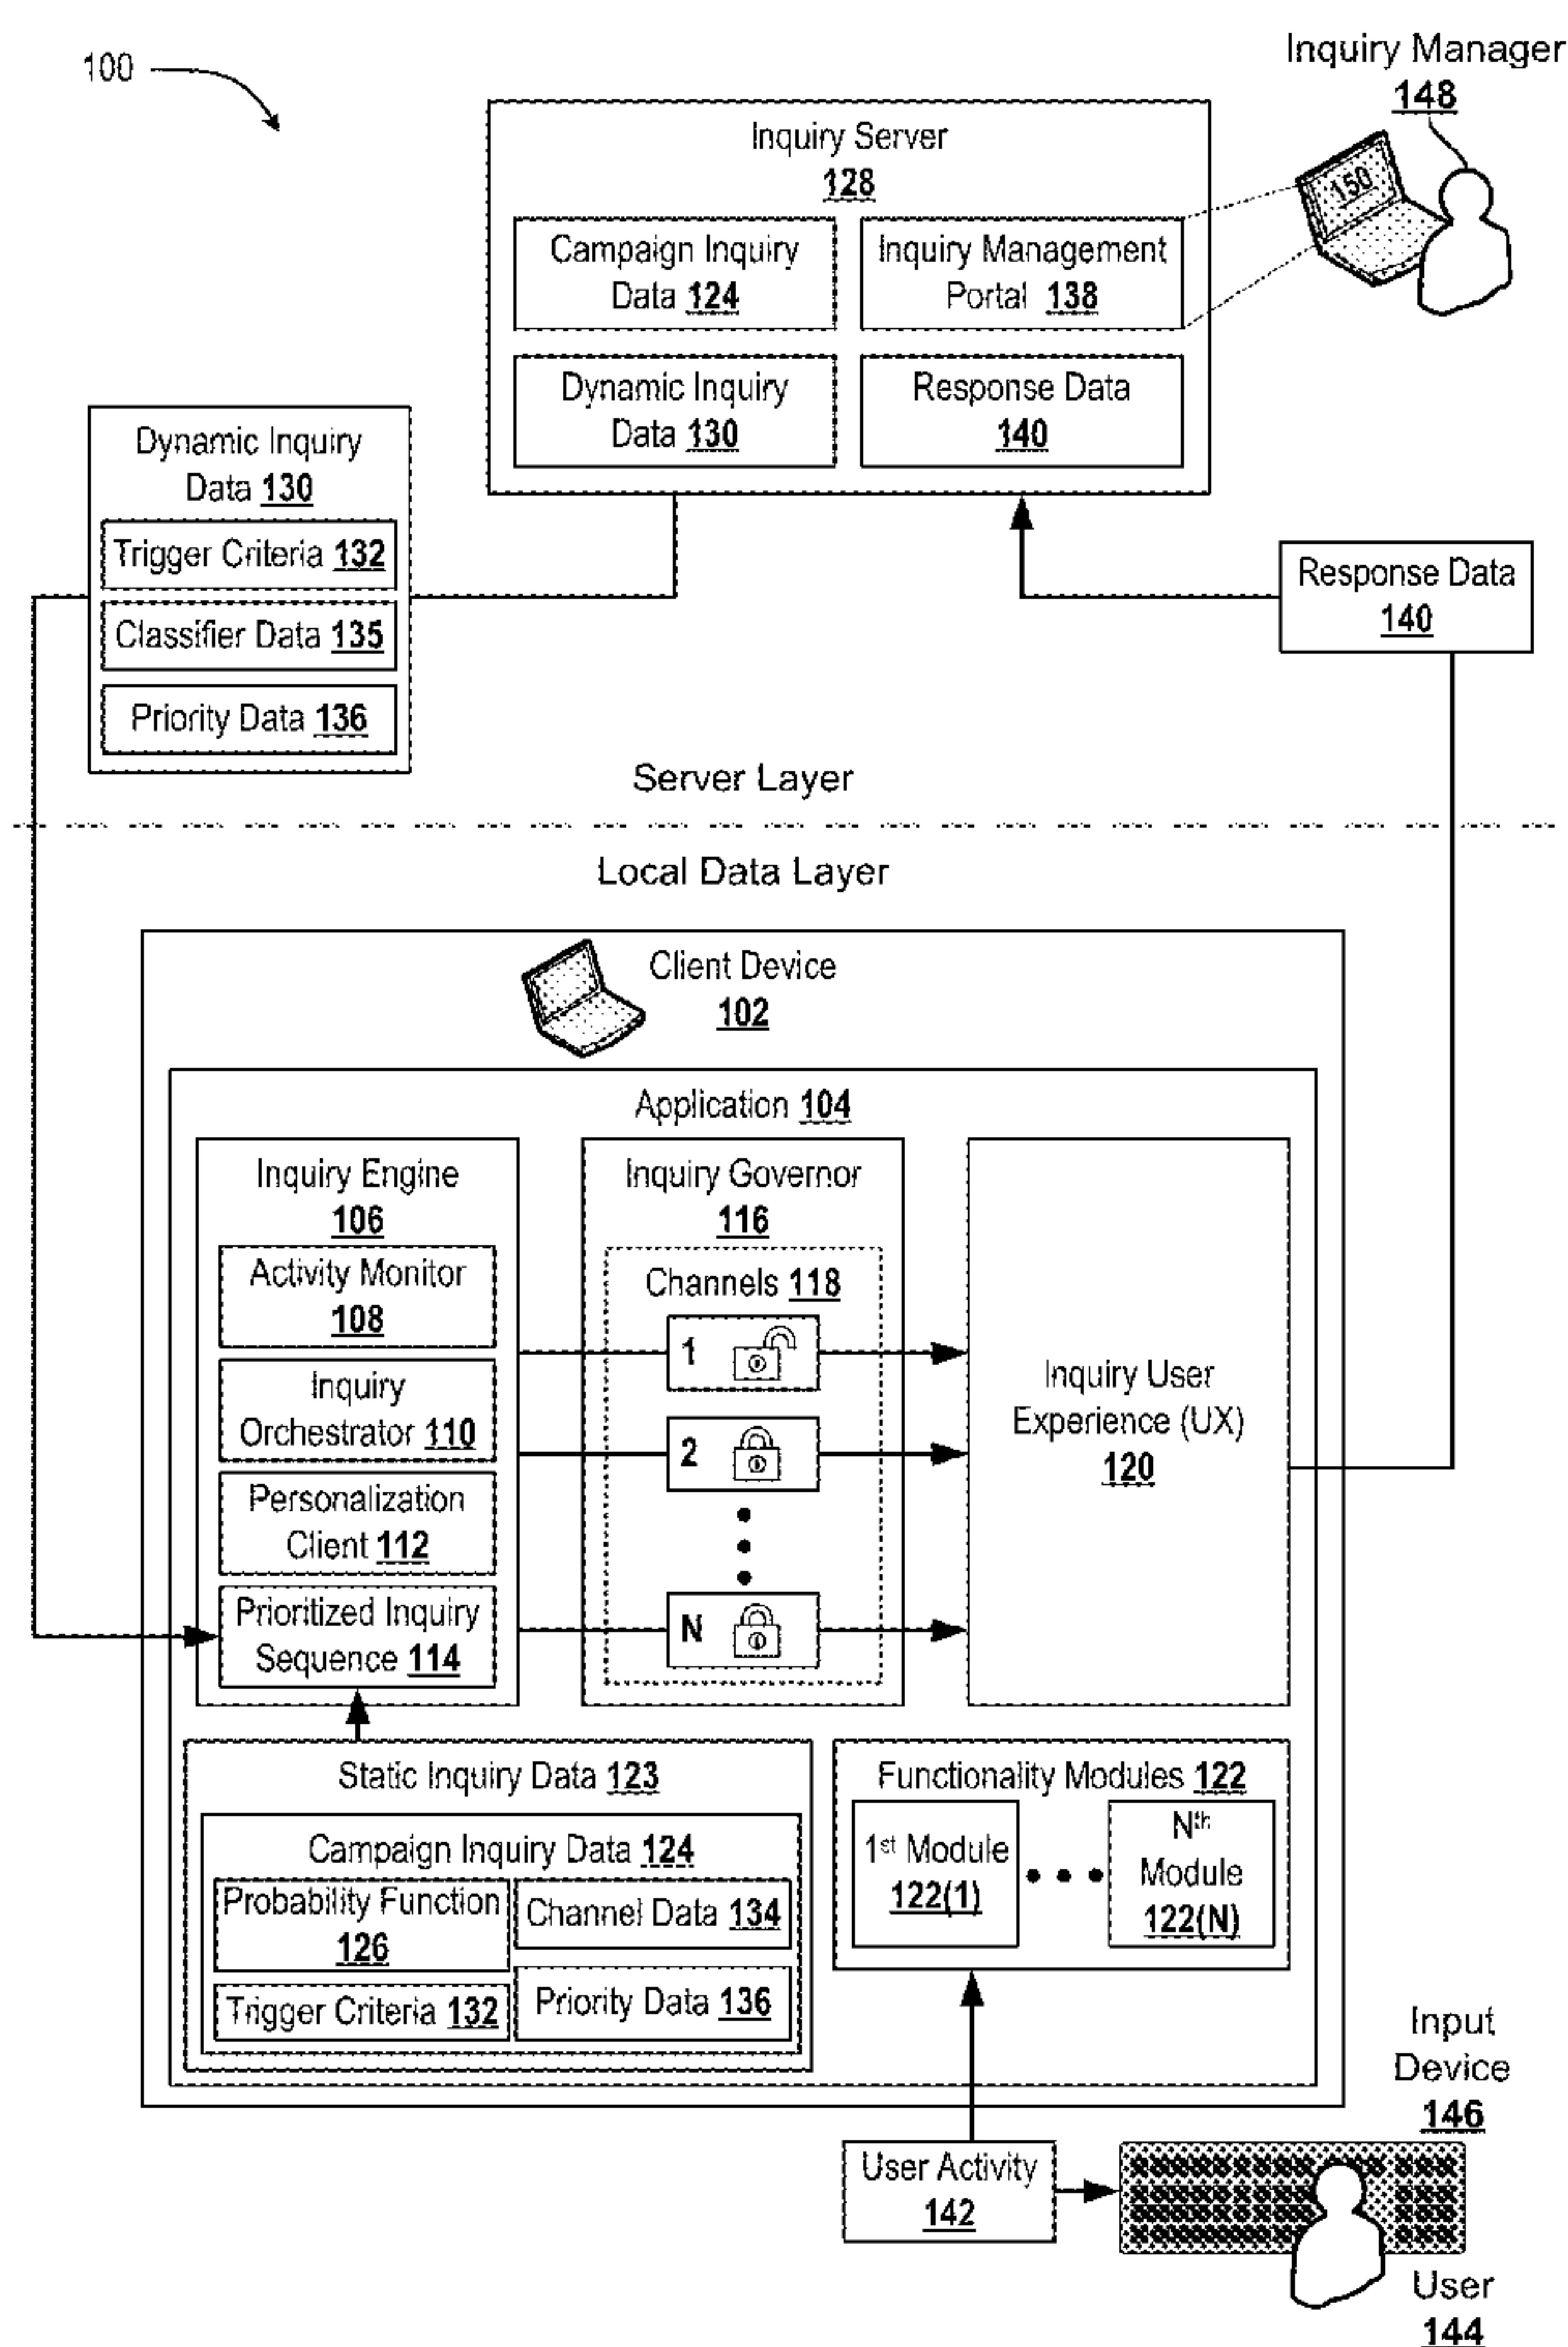 100
Inquiry Manager
148
150
Inquiry Server
128
Campaign Inquiry
Data 124
Inquiry Management
Portal 138
Dynamic Inquiry
Data 130
Response Data
140
Dynamic Inquiry
Data 130
Trigger Criteria 132
Classifier Data 135
Priority Data 136
Response Data
140
Server Layer
Local Data Layer
Client Device
102
Application 104
Inquiry Engine
106
Activity Monitor
108
Inquiry
Orchestrator 110
Personalization
Client 112
Prioritized Inquiry
Sequence 114
Inquiry Governor
116
Channels 118
1
2
N
Inquiry User
Experience (UX)
120
Static Inquiry Data 123
Campaign Inquiry Data 124
Probability Function
126
Channel Data 134
Trigger Criteria 132
Priority Data 136
Functionality Modules 122
1st Module
122(1)
Nth
Module
122(N)
User Activity
142
Input
Device
146
User
144